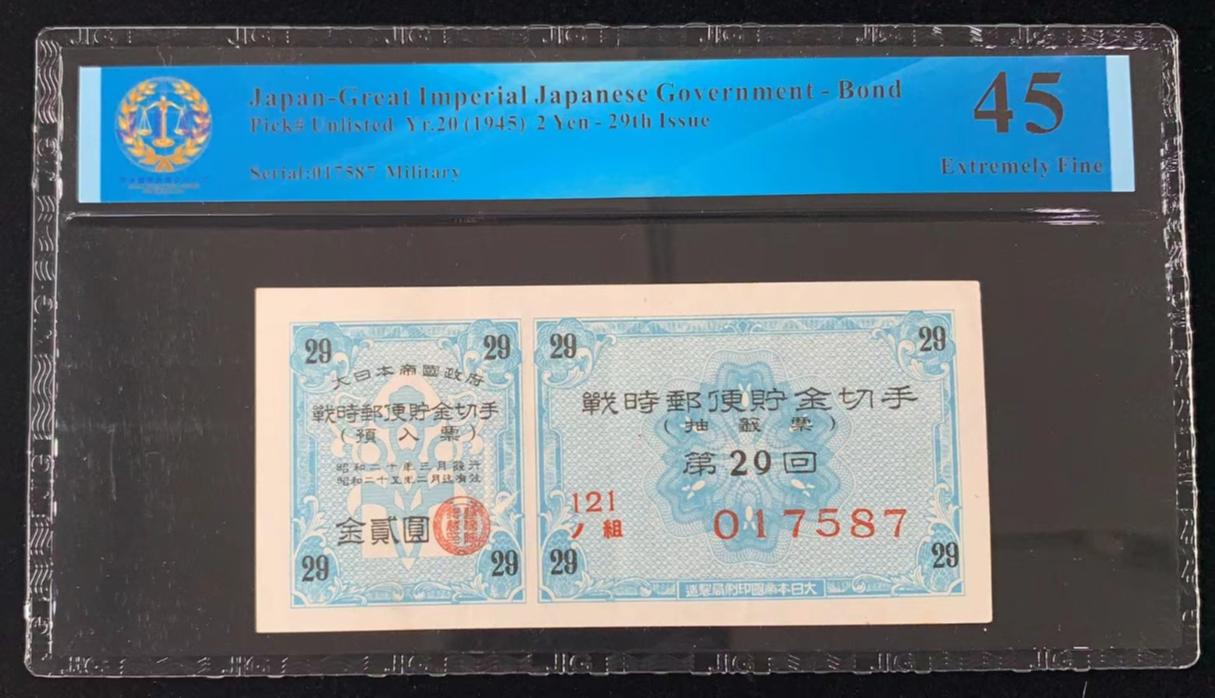 Japan-Great Imperial Japanese Government - Bond
Pick# Unlisted Yr.20 (1945) 2 Yen - 29th Issue
Serial:017587 Military
45
Extremely Fine
29
29
大日本帝國政府
戰時郵便貯金切手
(預入票)
昭和二十年三月發行
昭和二十五年二月迄有效
金貳圓
29
29
29
29
戰時郵便貯金切手
(抽籤票)
第29回
121
ノ組
017587
29
29
大日本帝國印刷局製造